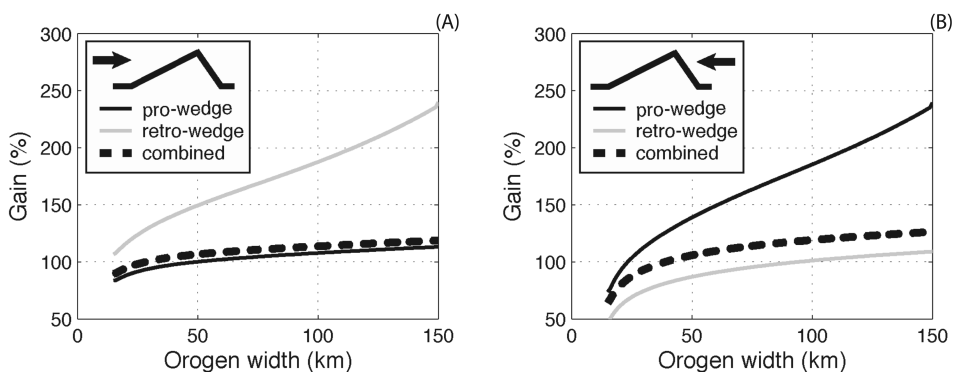 (A)
300
250
200
150
100
50
0
50
100
150
Gain (%)
Orogen width (km)
pro-wedge
retro-wedge
combined
(B)
300
250
200
150
100
50
0
50
100
150
Gain (%)
Orogen width (km)
pro-wedge
retro-wedge
combined